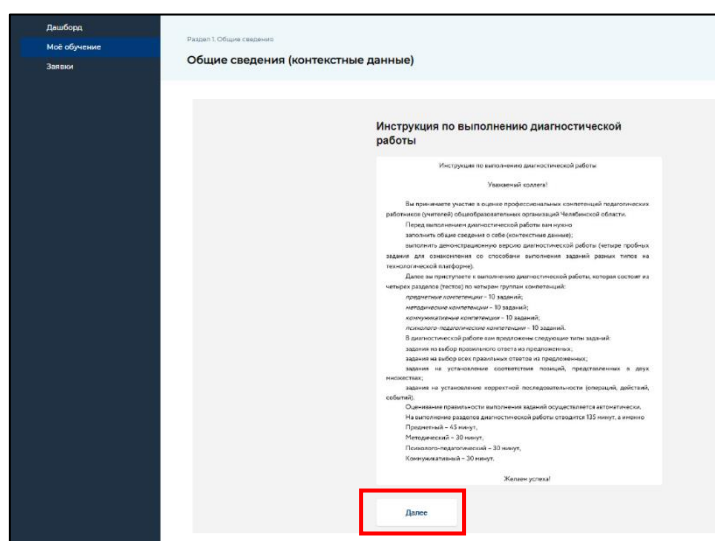 Дашборд
Моё обучение
Заявки
Раздел 1. Общие сведения
Общие сведения (контекстные данные)
Инструкция по выполнению диагностической
работы
Инструкция по выполнению диагностической работы
Уважаемый коллега!
Вы принимаете участие в оценке профессиональных компетенций педагогических
работников (учителей) общеобразовательных организаций Челябинской области.
Перед выполнением диагностической работы вам нужно
заполнить общие сведения о себе (контекстные данные);
выполнить демонстрационную версию диагностической работы (четыре пробных
задания для ознакомления со способами выполнения заданий разных типов на
технологической платформе).
Далее вы приступаете к выполнению диагностической работы, которая состоит из
четырех разделов (тестов) по четырем группам компетенций:
предметные компетенции – 10 заданий;
методические компетенции – 10 заданий;
коммуникативные компетенции – 10 заданий;
психолого-педагогические компетенции – 10 заданий.
В диагностической работе вам предложены следующие типы заданий:
задания на выбор правильного ответа из предложенных;
задания на выбор всех правильных ответов из предложенных;
задания на установление соответствия позиций, представленных в двух
множествах;
задания на установление корректной последовательности (операций, действий,
событий).
Оценивание правильности выполнения заданий осуществляется автоматически.
На выполнение разделов диагностической работы отводится 135 минут, а именно
Предметный – 45 минут,
Методический – 30 минут,
Психолого-педагогический – 30 минут,
Коммуникативный – 30 минут.
Желаем успеха!
Далее